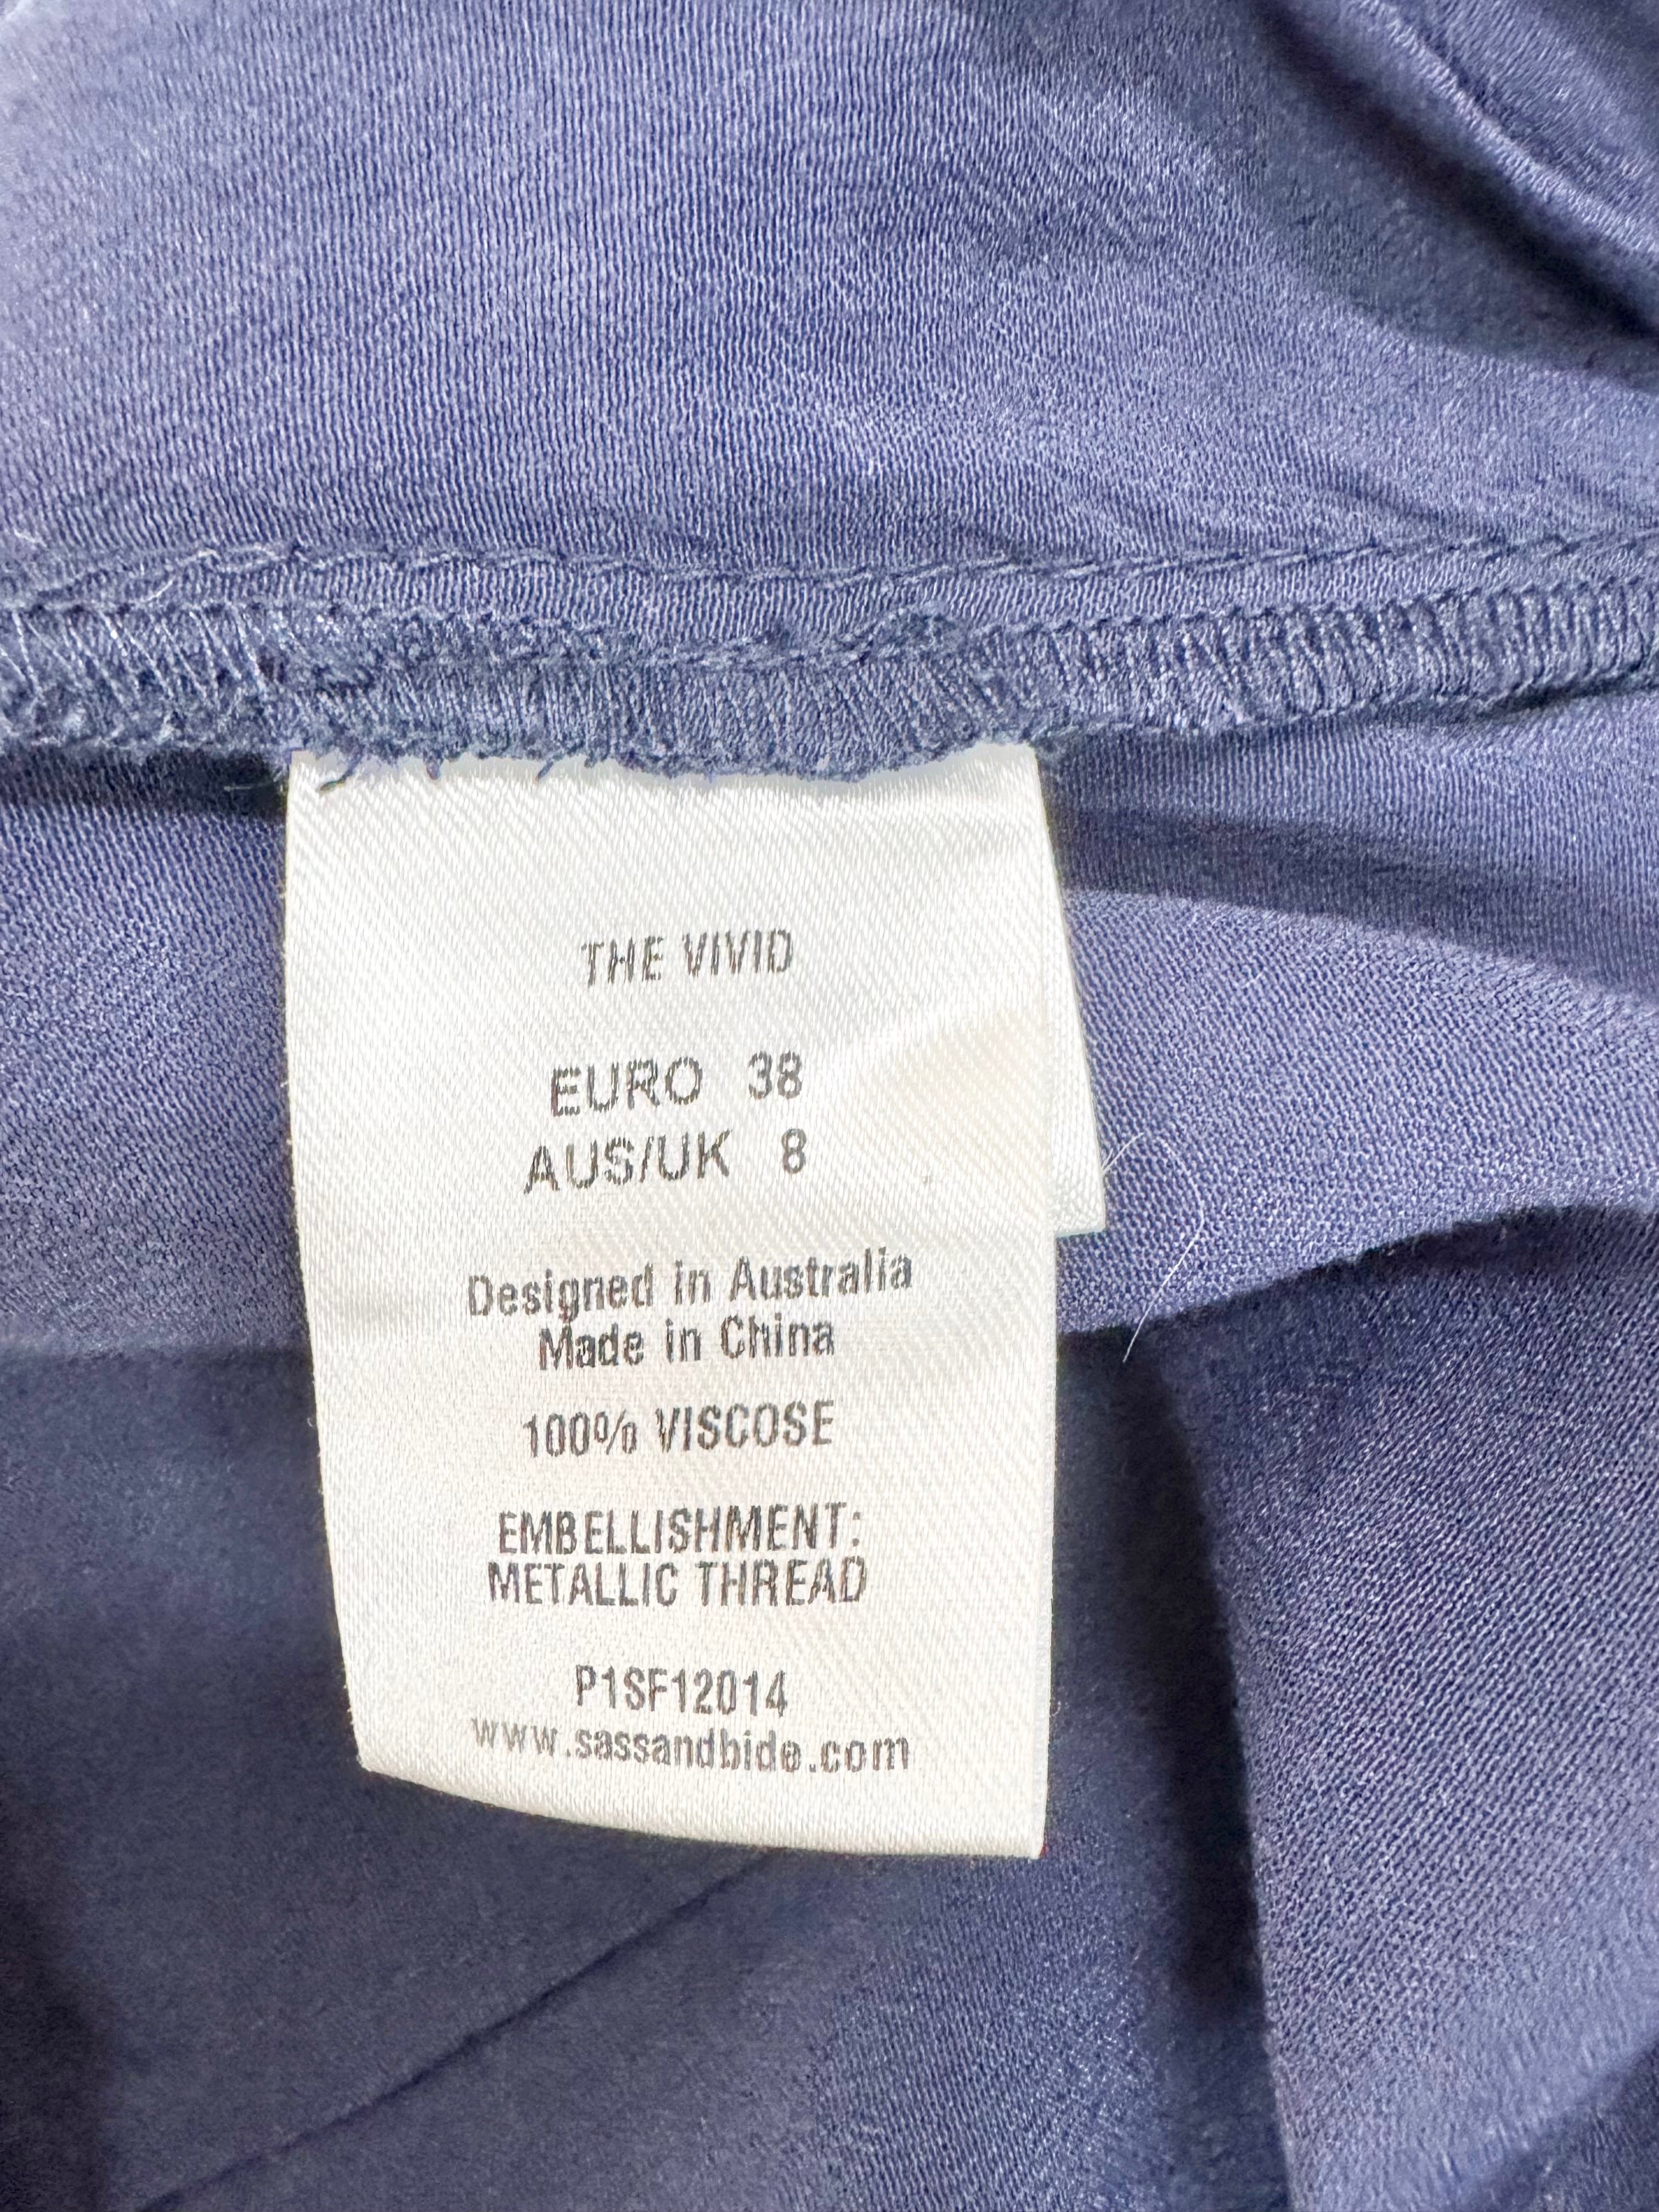 THE VIVID
EURO 38
AUS/UK 8
Designed in Australia
Made in China
100% VISCOSE
EMBELLISHMENT:
METALLIC THREAD
P1SF12014
www.sassandbide.com